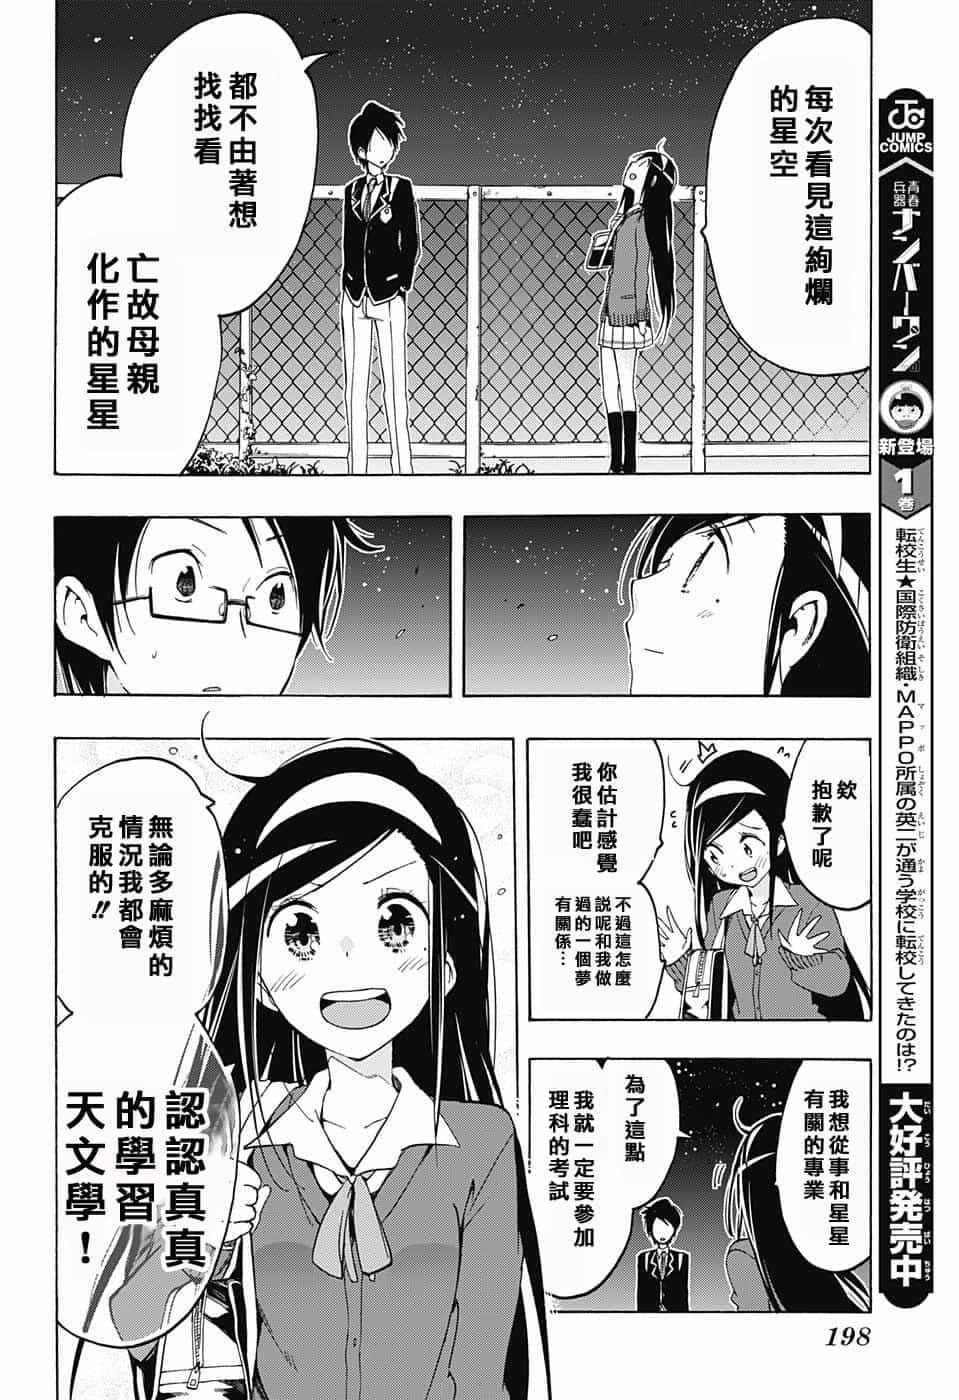 每次看見這絢爛
的星空
都不由著想
找找看
亡故母親
化作的星星
欸
抱歉了呢
你估計感覺
我很蠢吧
不過這怎麼
說呢和我做
過的一個夢
有關係…
我想從事和星星
有關的專業
為了這點
我就一定要參加
理科的考試
無論多麻煩的
情況我都會
克服的!!
認認真真
的學習
天文學！
JUMP
COMICS
青春
兵器
ナンバーワン
新登場
1
巻
転校生★国際防衛組織・MAPPO所属の英二が通う学校に転校してきたのは!?
大好評発売中
198